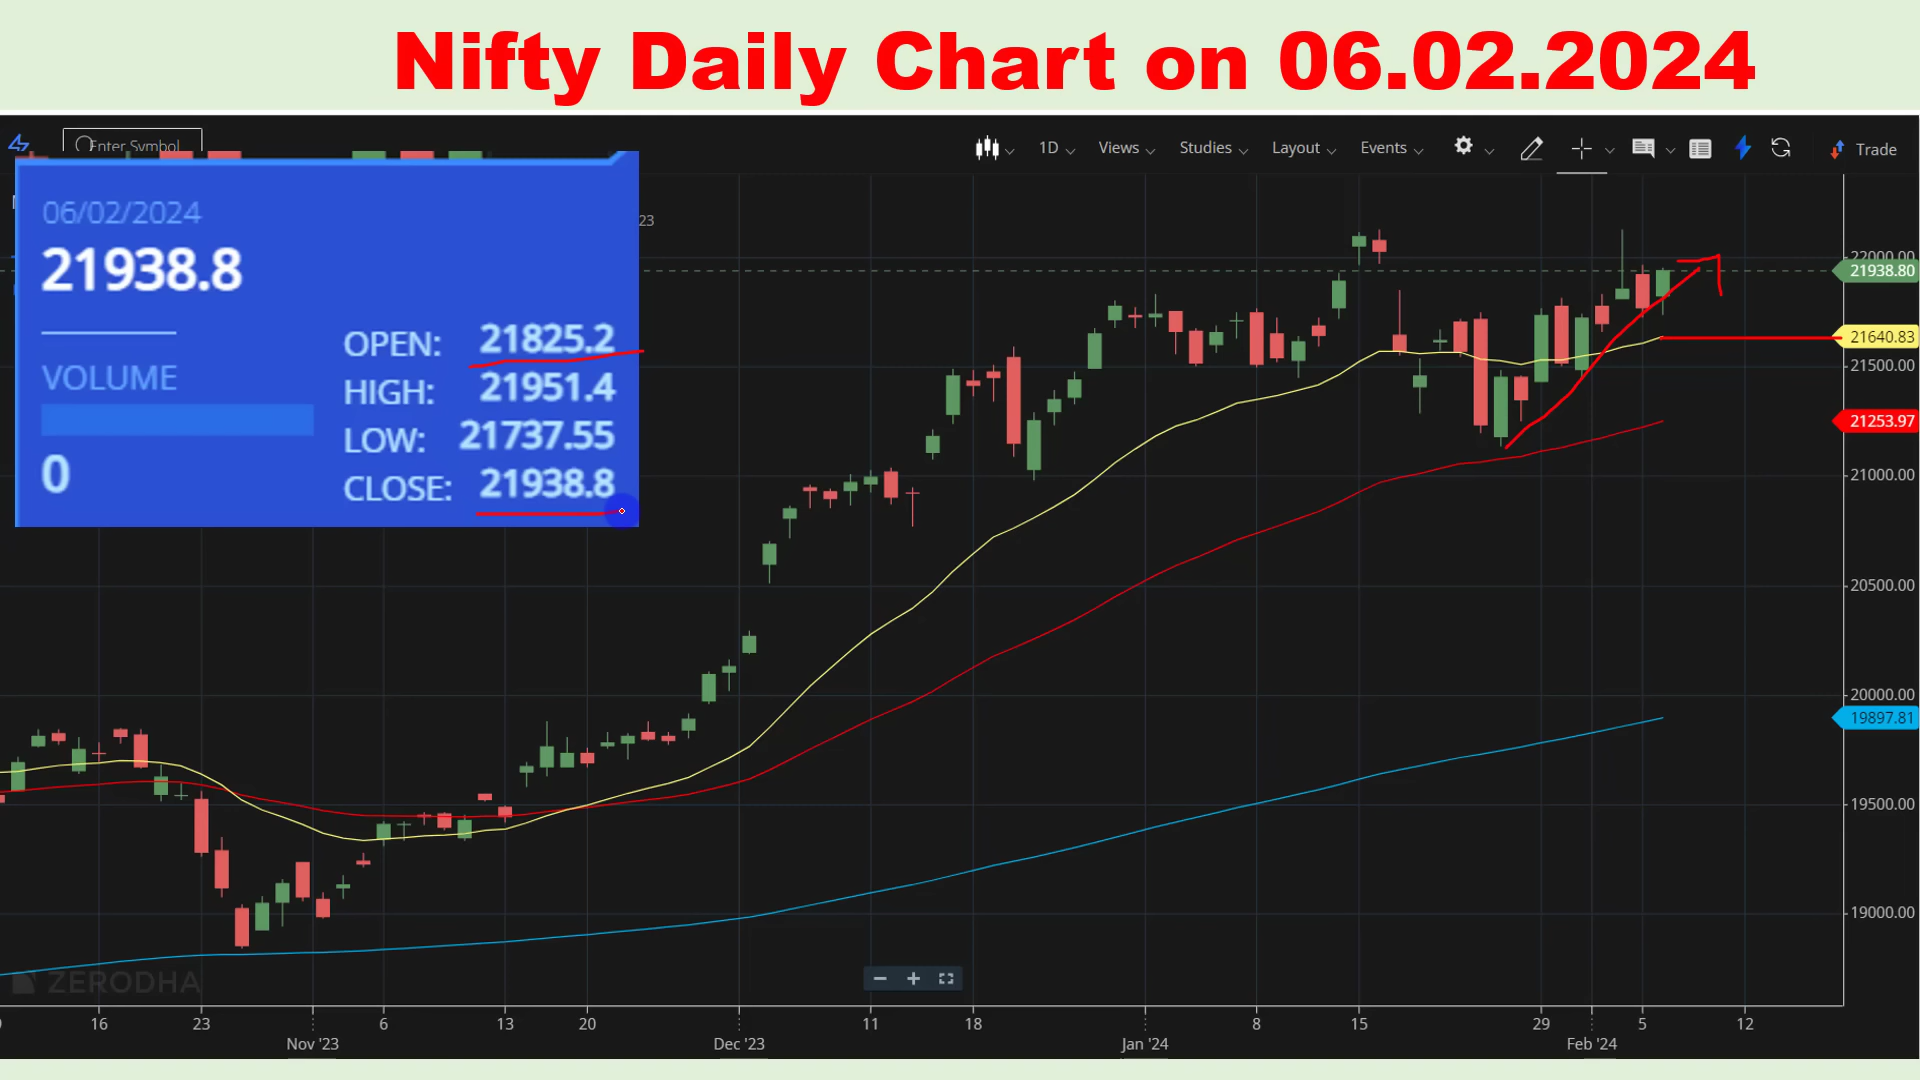 Nifty Daily Chart on 06.02.2024
Enter Symbol
1D Views Studies Layout Events Trade
23
06/02/2024
21938.8
VOLUME
0
OPEN: 21825.2
HIGH: 21951.4
LOW: 21737.55
CLOSE: 21938.8
22000.00
21938.80
21640.83
21500.00
21253.97
21000.00
20500.00
20000.00
19897.81
19500.00
19000.00
ZERODHA
16 23 6 13 20 11 18 8 15 29 5 12
Nov '23 Dec '23 Jan '24 Feb '24